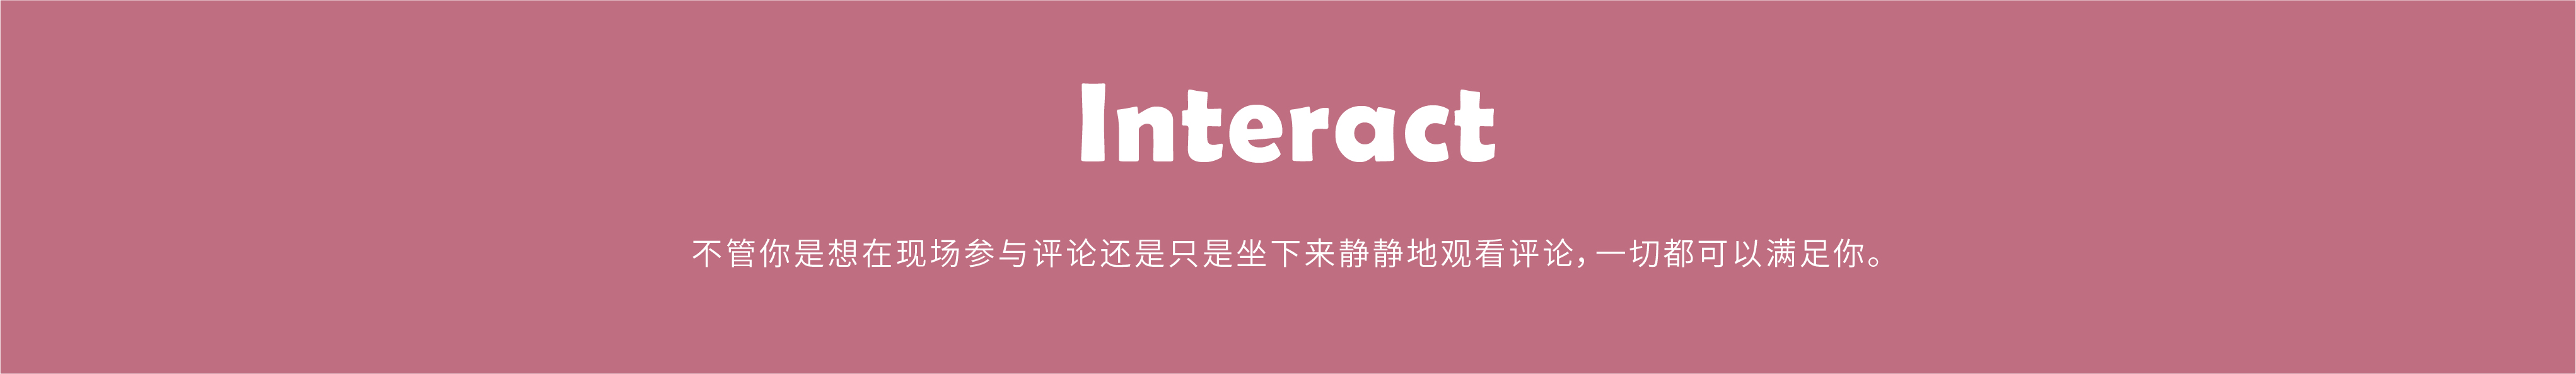 Interact
不管你是想在现场参与评论还是只是坐下来静静地观看评论，一切都可以满足你。